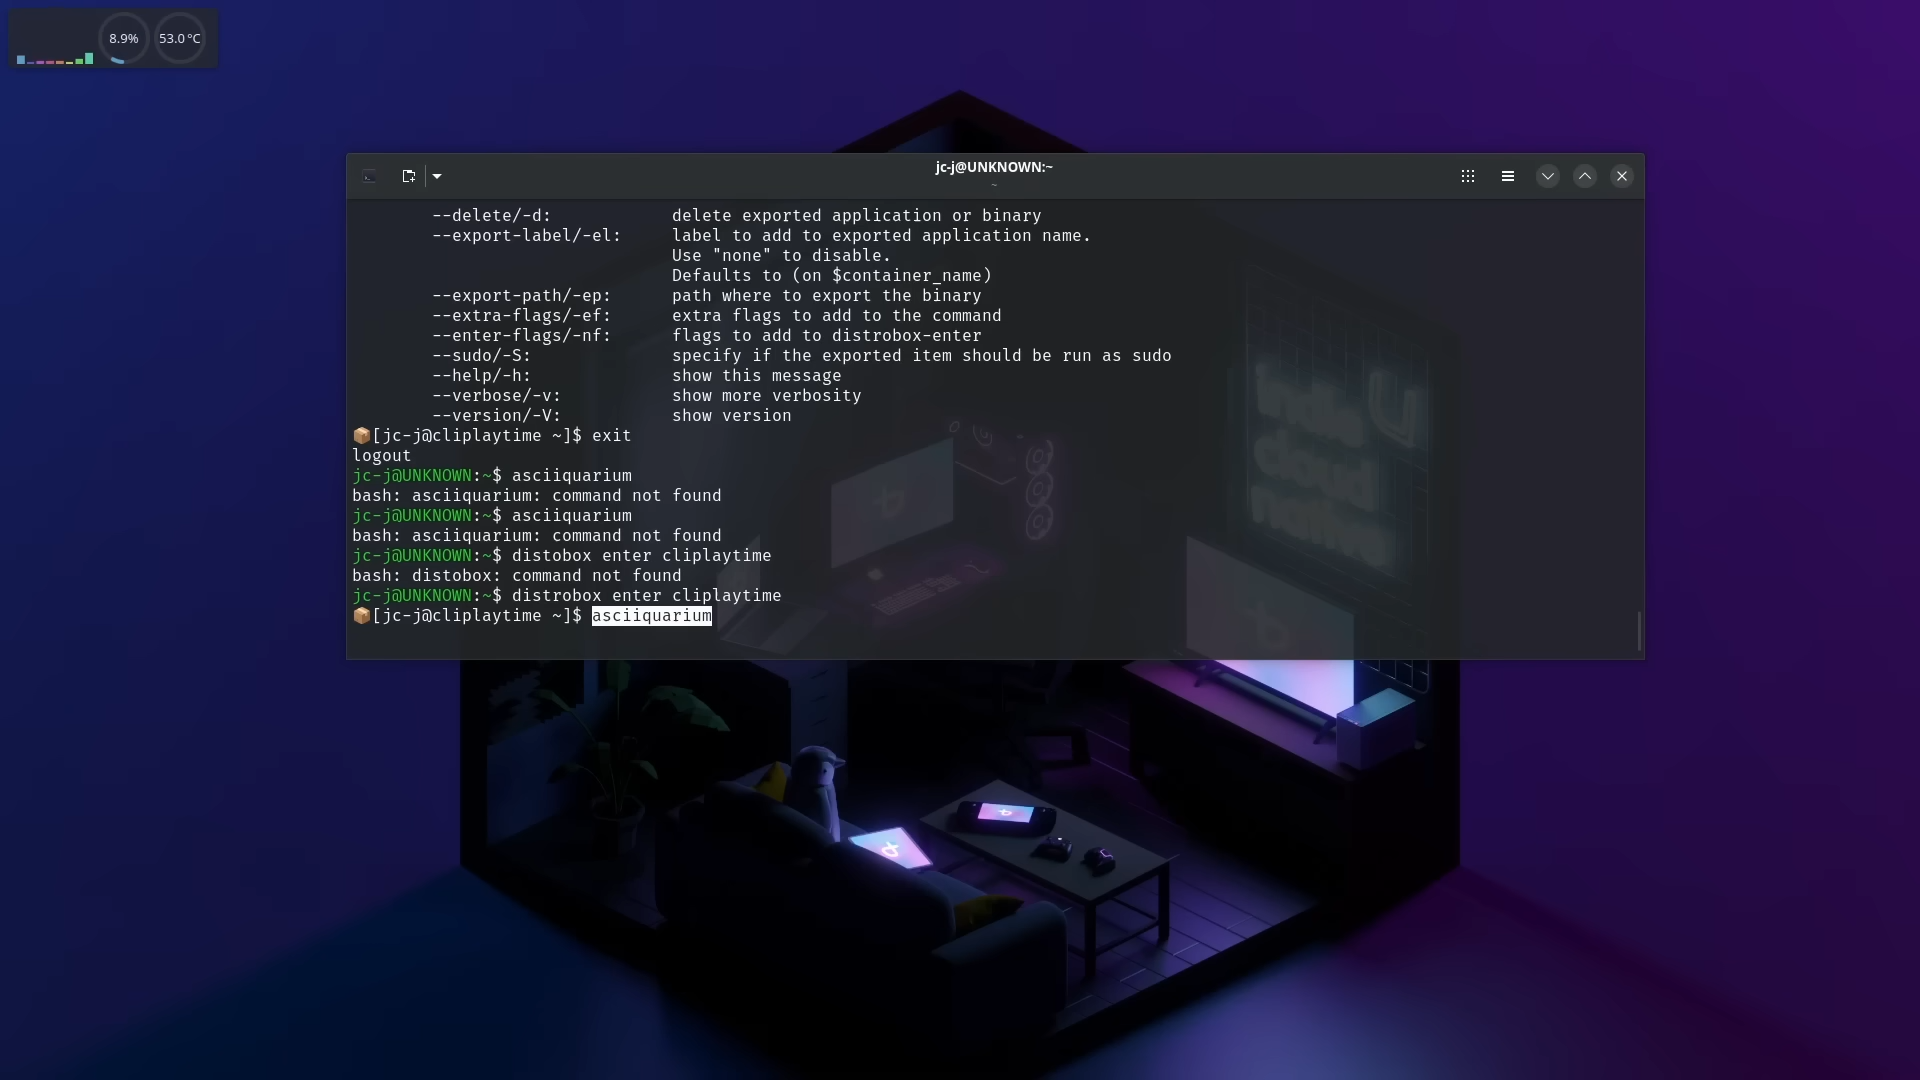 8.9%
53.0 °C
jc-j@UNKNOWN:~
~
--delete/-d: delete exported application or binary
--export-label/-el: label to add to exported application name.
Use "none" to disable.
Defaults to (on $container_name)
--export-path/-ep: path where to export the binary
--extra-flags/-ef: extra flags to add to the command
--enter-flags/-nf: flags to add to distrobox-enter
--sudo/-S: specify if the exported item should be run as sudo
--help/-h: show this message
--verbose/-v: show more verbosity
--version/-V: show version
📦[jc-j@cliplaytime ~]$ exit
logout
jc-j@UNKNOWN:~$ asciiquarium
bash: asciiquarium: command not found
jc-j@UNKNOWN:~$ asciiquarium
bash: asciiquarium: command not found
jc-j@UNKNOWN:~$ distobox enter cliplaytime
bash: distobox: command not found
jc-j@UNKNOWN:~$ distrobox enter cliplaytime
📦[jc-j@cliplaytime ~]$ asciiquarium
cloud
native